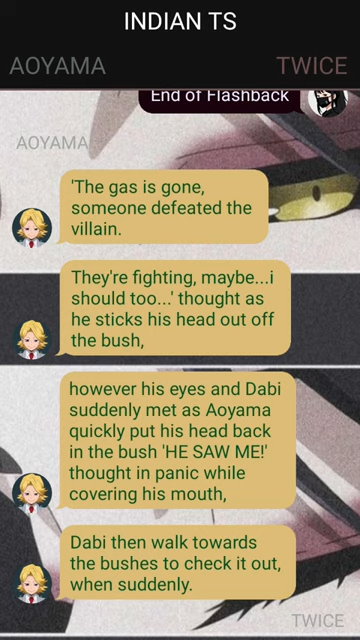 INDIAN TS
AOYAMA
TWICE
End of Flashback
AOYAMA
'The gas is gone,
someone defeated the
villain.
They're fighting, maybe...i
should too...' thought as
he sticks his head out off
the bush,
however his eyes and Dabi
suddenly met as Aoyama
quickly put his head back
in the bush 'HE SAW ME!'
thought in panic while
covering his mouth,
Dabi then walk towards
the bushes to check it out,
when suddenly.
TWICE